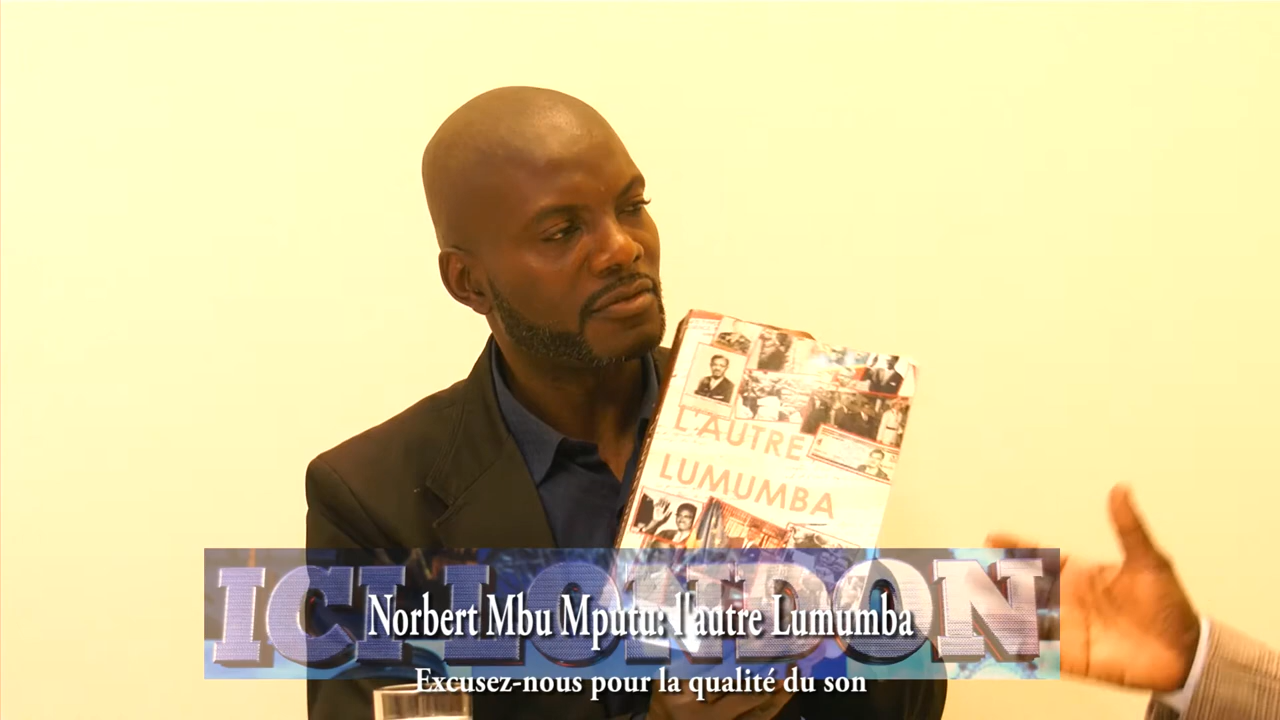 L'AUTRE
LUMUMBA
ICI LONDON
Norbert Mbu Mputu: l'autre Lumumba
Excusez-nous pour la qualité du son